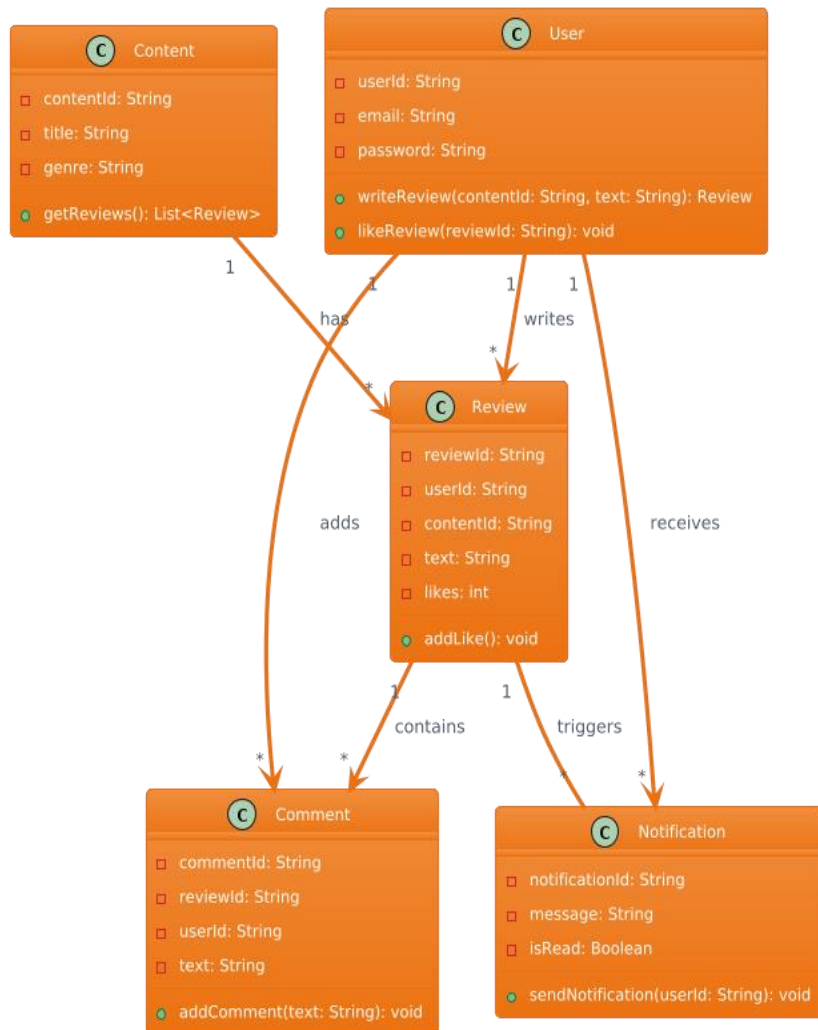 C Content
contentId: String
title: String
genre: String
getReviews(): List<Review>
C User
userId: String
email: String
password: String
writeReview(contentId: String, text: String): Review
likeReview(reviewId: String): void
1
1
1
1
has
writes
*
*
C Review
reviewId: String
userId: String
contentId: String
text: String
likes: int
addLike(): void
adds
receives
1
1
contains
triggers
*
*
*
*
C Comment
commentId: String
reviewId: String
userId: String
text: String
addComment(text: String): void
C Notification
notificationId: String
message: String
isRead: Boolean
sendNotification(userId: String): void